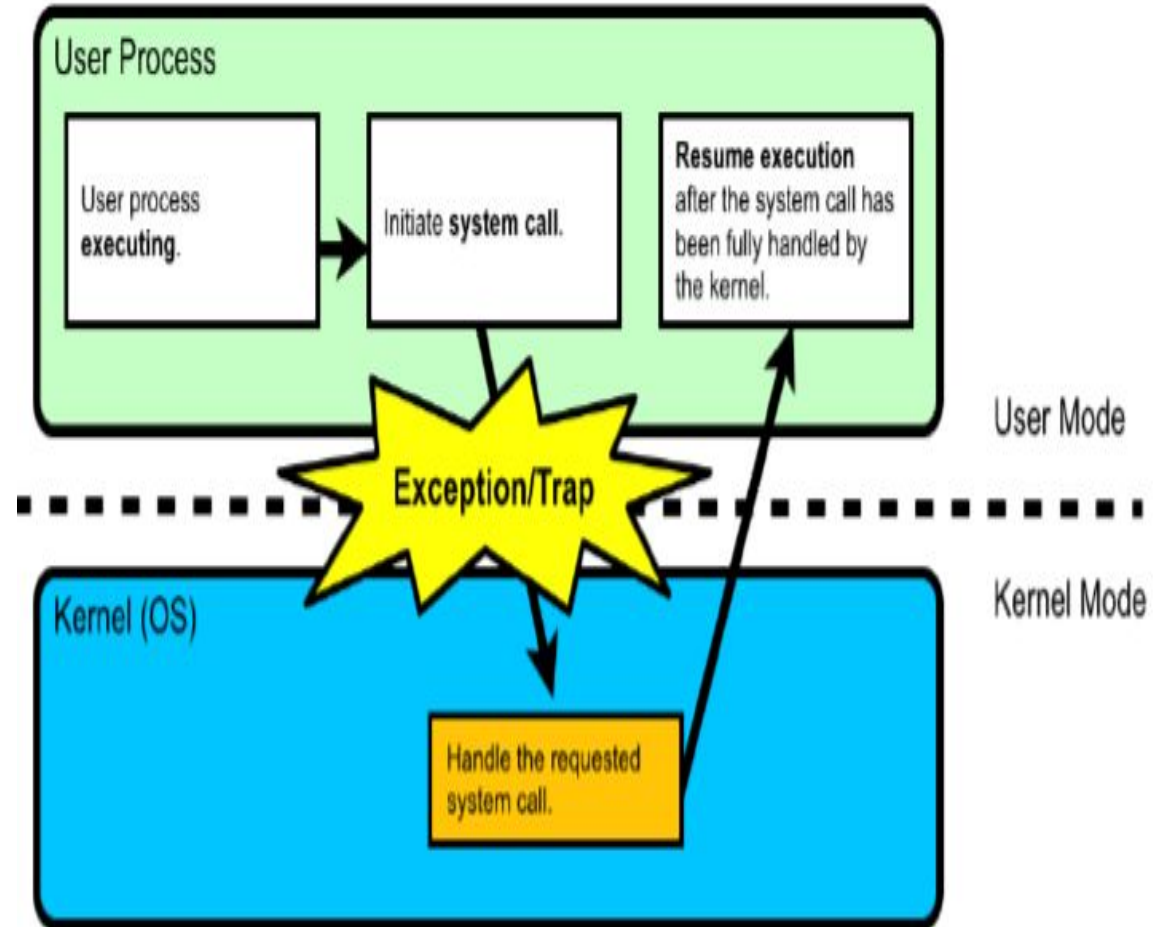 User Process
User process
executing.
Initiate system call.
Resume execution
after the system call has
been fully handled by
the kernel.
User Mode
Exception/Trap
Kernel Mode
Kernel (OS)
Handle the requested
system call.